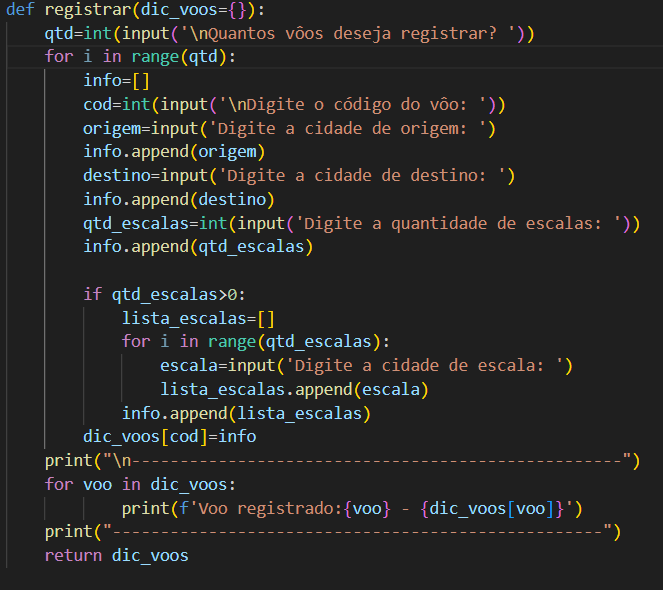 def registrar(dic_voos={}):
    qtd=int(input('\nQuantos vôos deseja registrar? '))
    for i in range(qtd):
        info=[]
        cod=int(input('\nDigite o código do vôo: '))
        origem=input('Digite a cidade de origem: ')
        info.append(origem)
        destino=input('Digite a cidade de destino: ')
        info.append(destino)
        qtd_escalas=int(input('Digite a quantidade de escalas: '))
        info.append(qtd_escalas)

        if qtd_escalas>0:
            lista_escalas=[]
            for i in range(qtd_escalas):
                escala=input('Digite a cidade de escala: ')
                lista_escalas.append(escala)
            info.append(lista_escalas)
        dic_voos[cod]=info
    print("\n---------------------------------------------------")
    for voo in dic_voos:
            print(f'Voo registrado:{voo} - {dic_voos[voo]}')
    print("---------------------------------------------------")
    return dic_voos